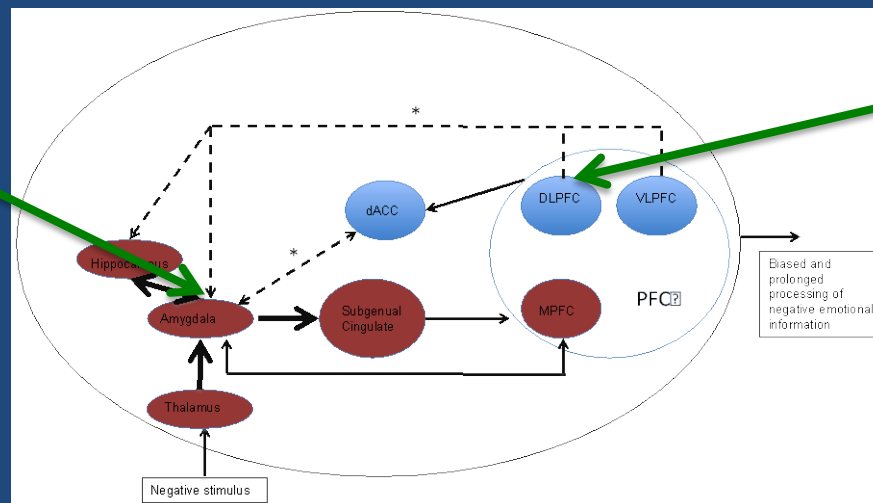 *
DLPFC
VLPFC
dACC
*
Hippocampus
Biased and
prolonged
processing of
negative emotional
information
Amygdala
Subgenual
Cingulate
MPFC
PFC
Thalamus
Negative stimulus